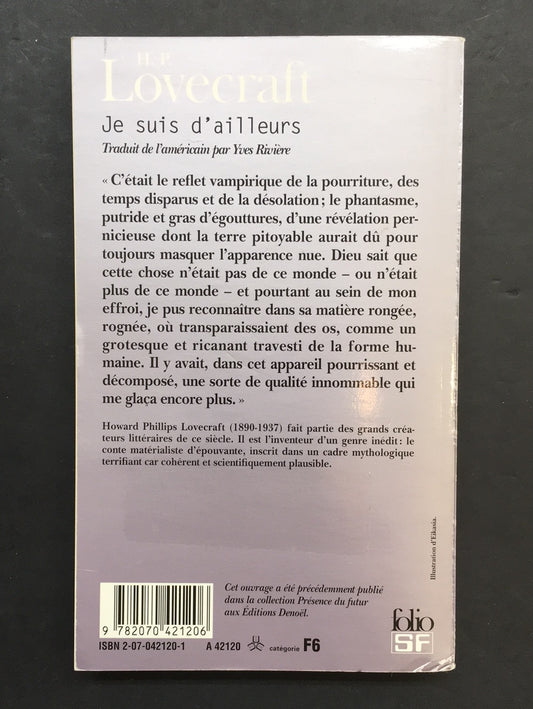 H. P.
Lovecraft
Je suis d'ailleurs
Traduit de l'américain par Yves Rivière
« C'était le reflet vampirique de la pourriture, des
temps disparus et de la désolation ; le phantasme,
putride et gras d'égouttures, d'une révélation per-
nicieuse dont la terre pitoyable aurait dû pour
toujours masquer l'apparence nue. Dieu sait que
cette chose n'était pas de ce monde – ou n'était
plus de ce monde – et pourtant au sein de mon
effroi, je pus reconnaître dans sa matière rongée,
rognée, où transparaissaient des os, comme un
grotesque et ricanant travesti de la forme hu-
maine. Il y avait, dans cet appareil pourrissant et
décomposé, une sorte de qualité innommable qui
me glaça encore plus. »
Howard Phillips Lovecraft (1890-1937) fait partie des grands créa-
teurs littéraires de ce siècle. Il est l'inventeur d'un genre inédit : le
conte matérialiste d'épouvante, inscrit dans un cadre mythologique
terrifiant car cohérent et scientifiquement plausible.
Illustration d'Eikasia.
Cet ouvrage a été précédemment publié
dans la collection Présence du futur
aux Éditions Denoël.
9 782070 421206
ISBN 2-07-042120-1 A 42120 catégorie F6
folio
SF